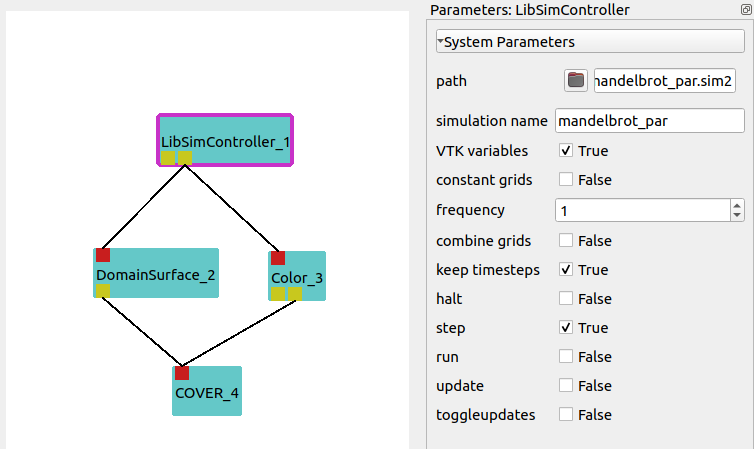 Parameters: LibSimController
System Parameters
path
nandelbrot_par.sim2
simulation name
mandelbrot_par
VTK variables
True
constant grids
False
frequency
1
combine grids
False
keep timesteps
True
halt
False
step
True
run
False
update
False
toggleupdates
False
LibSimController_1
DomainSurface_2
Color_3
COVER_4